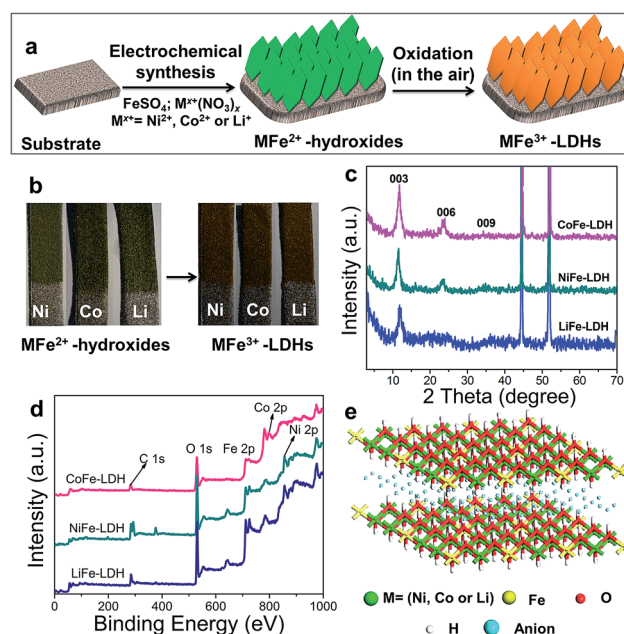 a
Electrochemical
synthesis
Oxidation
(in the air)
FeSO₄; Mˣ⁺(NO₃)ₓ
Mˣ⁺= Ni²⁺, Co²⁺ or Li⁺
Substrate
MFe²⁺ -hydroxides
MFe³⁺ -LDHs
b
Ni
Co
Li
Ni
Co
Li
MFe²⁺ -hydroxides
MFe³⁺ -LDHs
c
Intensity (a.u.)
003
006
009
CoFe-LDH
NiFe-LDH
LiFe-LDH
10 20 30 40 50 60 70
2 Theta (degree)
d
Intensity (a.u.)
C 1s
O 1s
Fe 2p
Co 2p
Ni 2p
CoFe-LDH
NiFe-LDH
LiFe-LDH
0 200 400 600 800 1000
Binding Energy (eV)
e
M= (Ni, Co or Li)
Fe
O
H
Anion